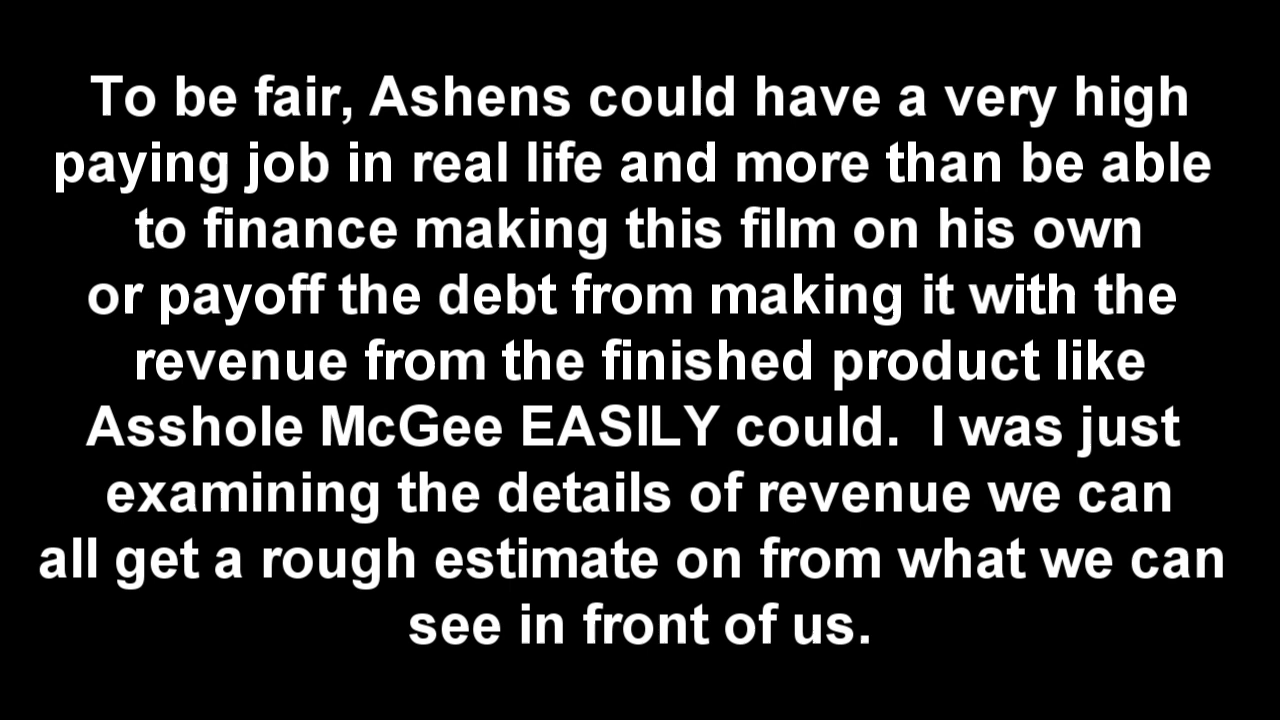 To be fair, Ashens could have a very high
paying job in real life and more than be able
to finance making this film on his own
or payoff the debt from making it with the
revenue from the finished product like
Asshole McGee EASILY could.  I was just
examining the details of revenue we can
all get a rough estimate on from what we can
see in front of us.